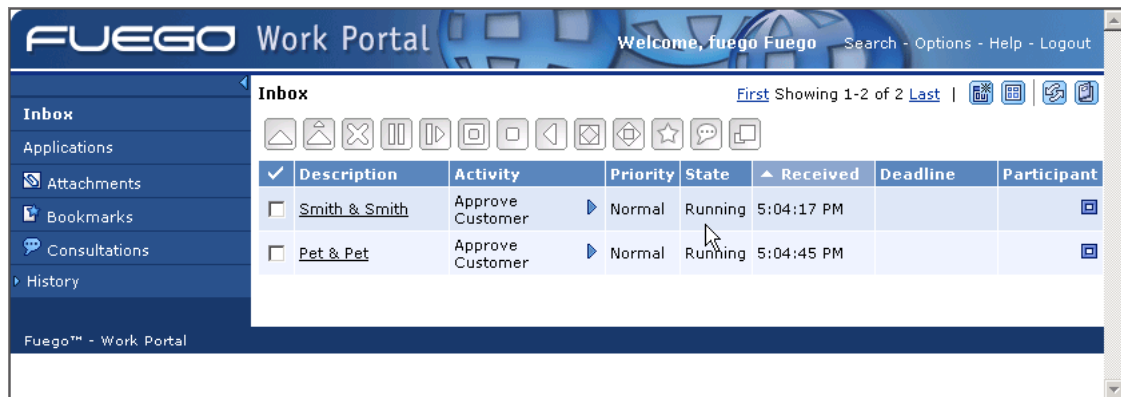 FUEGO Work Portal Welcome, fuego Fuego Search - Options - Help - Logout
Inbox First Showing 1-2 of 2 Last |
Inbox
Applications
Attachments
Bookmarks
Consultations
History
Description Activity Priority State Received Deadline Participant
Smith & Smith Approve Customer Normal Running 5:04:17 PM
Pet & Pet Approve Customer Normal Running 5:04:45 PM
Fuego™ - Work Portal